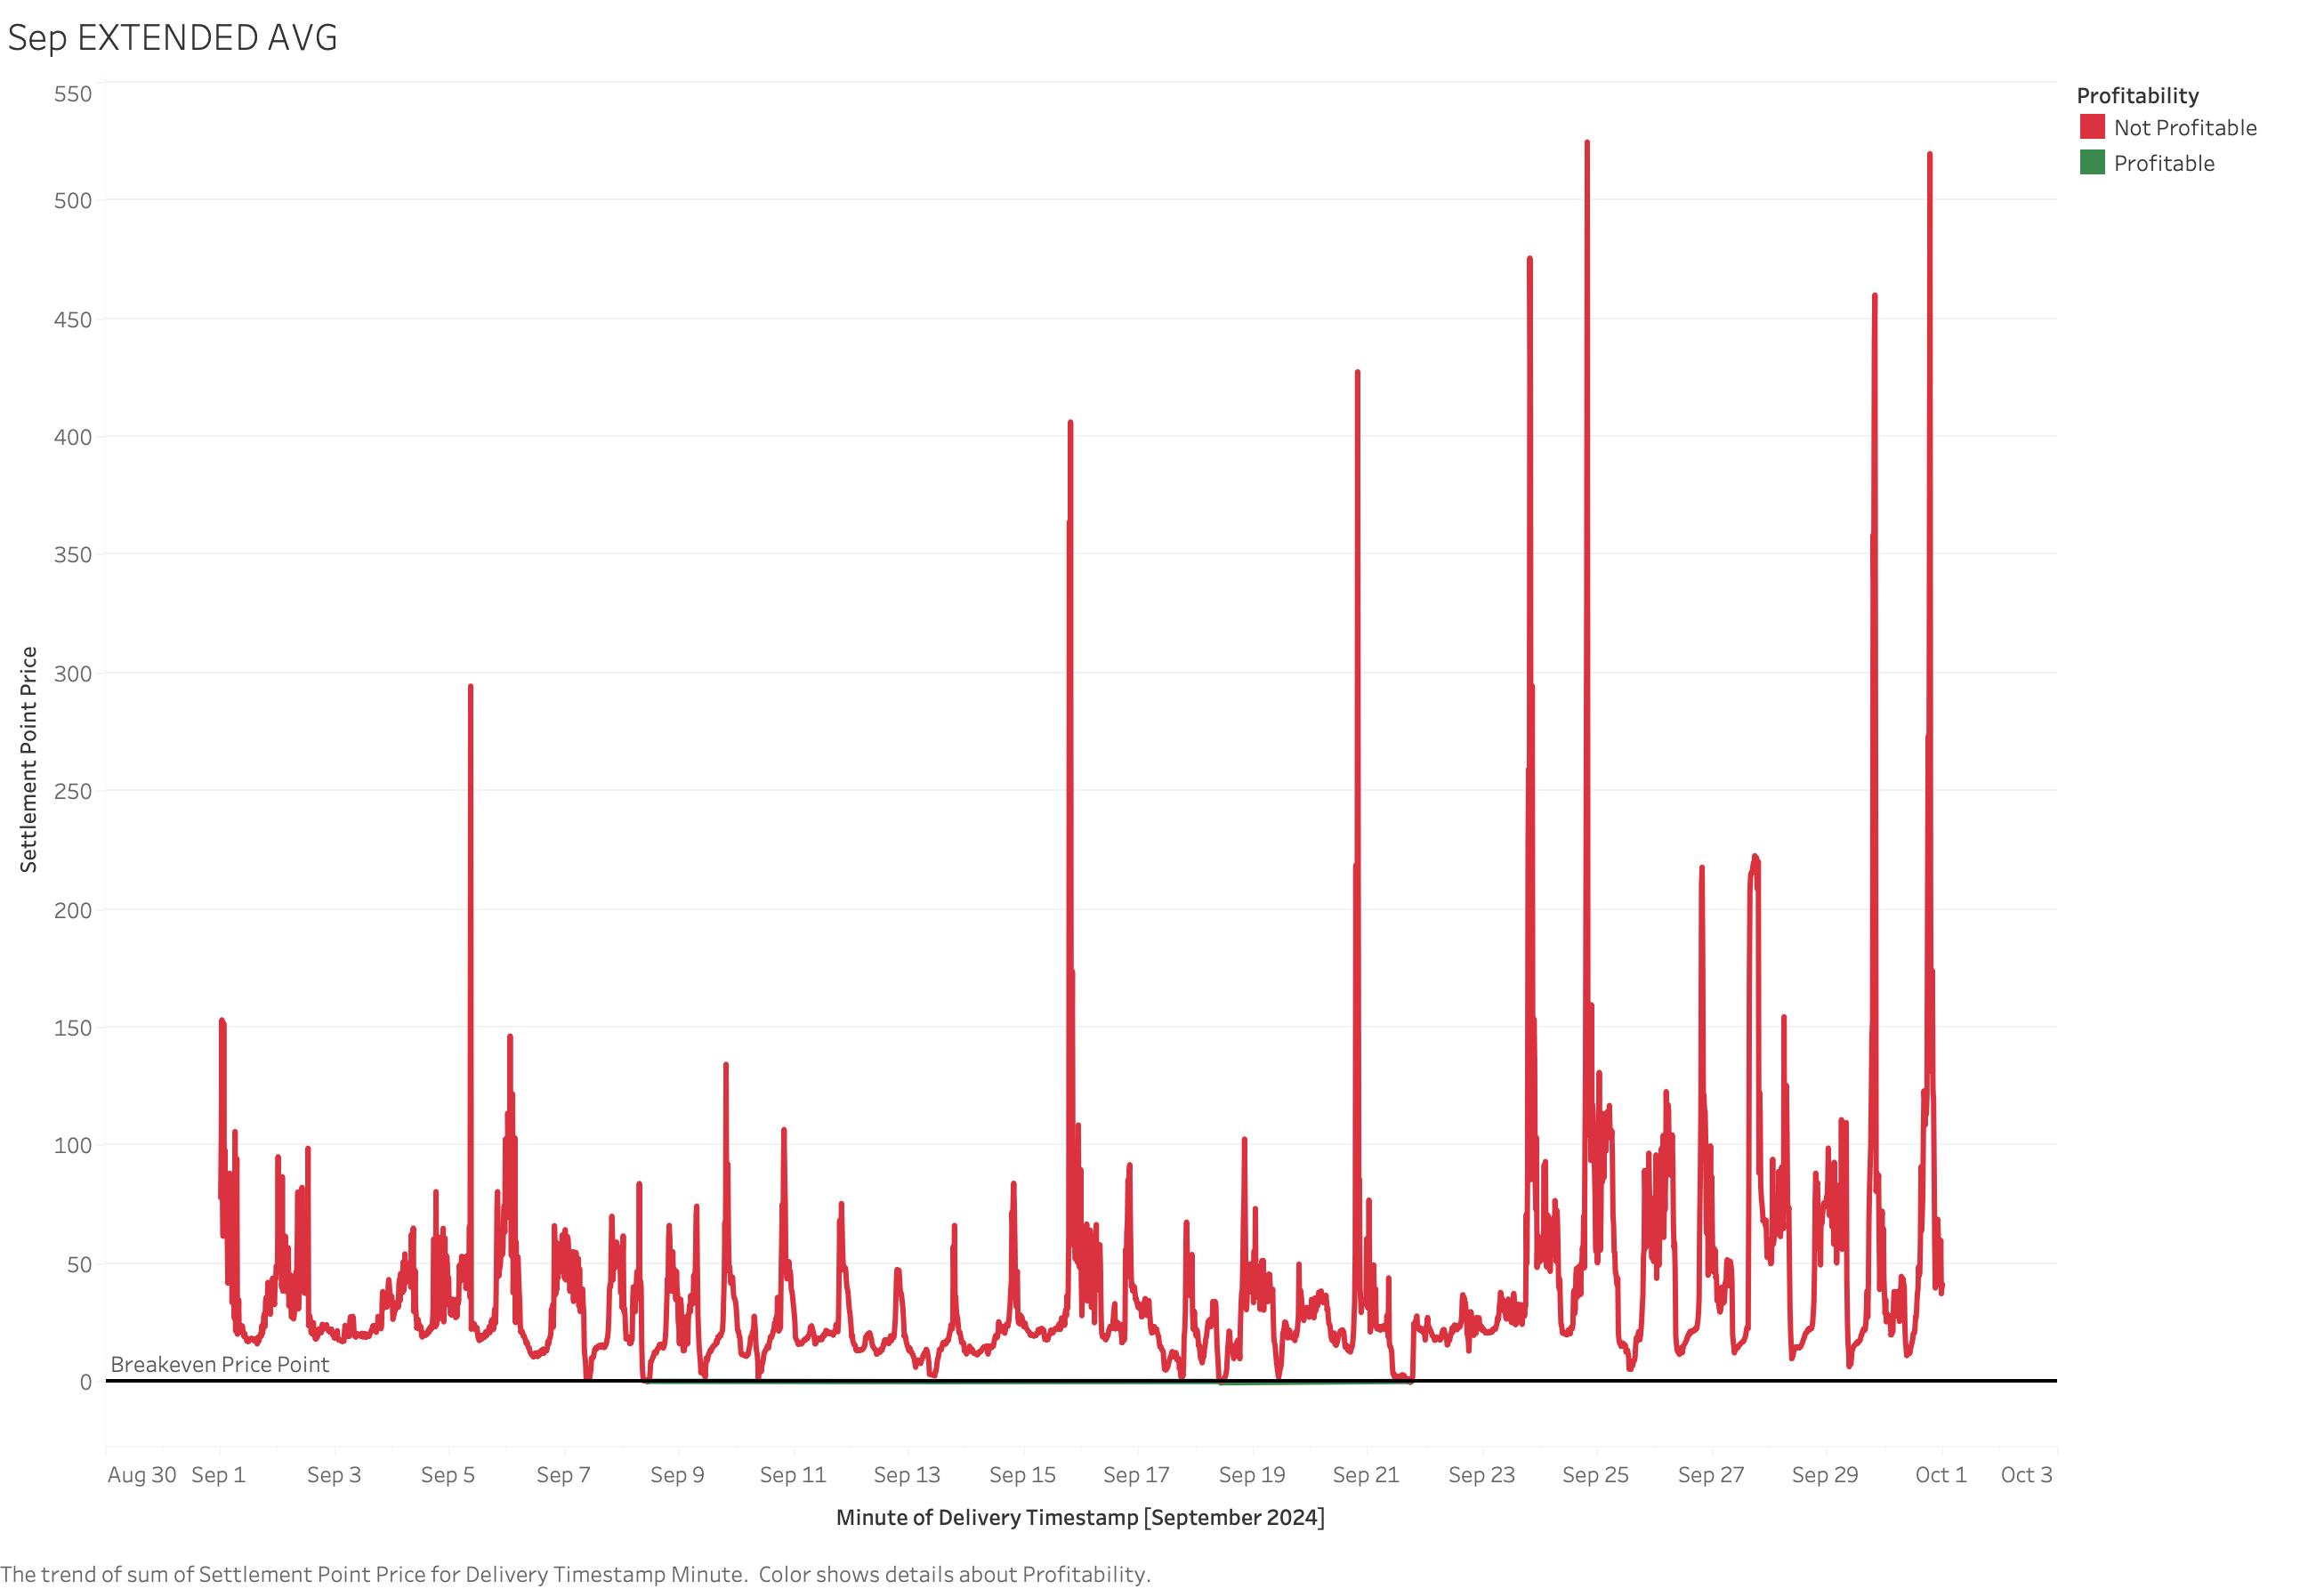 Sep EXTENDED AVG
550
500
450
400
350
300
250
200
150
100
50
0
Settlement Point Price
Breakeven Price Point
Aug 30 Sep 1 Sep 3 Sep 5 Sep 7 Sep 9 Sep 11 Sep 13 Sep 15 Sep 17 Sep 19 Sep 21 Sep 23 Sep 25 Sep 27 Sep 29 Oct 1 Oct 3
Minute of Delivery Timestamp [September 2024]
Profitability
Not Profitable
Profitable
The trend of sum of Settlement Point Price for Delivery Timestamp Minute. Color shows details about Profitability.